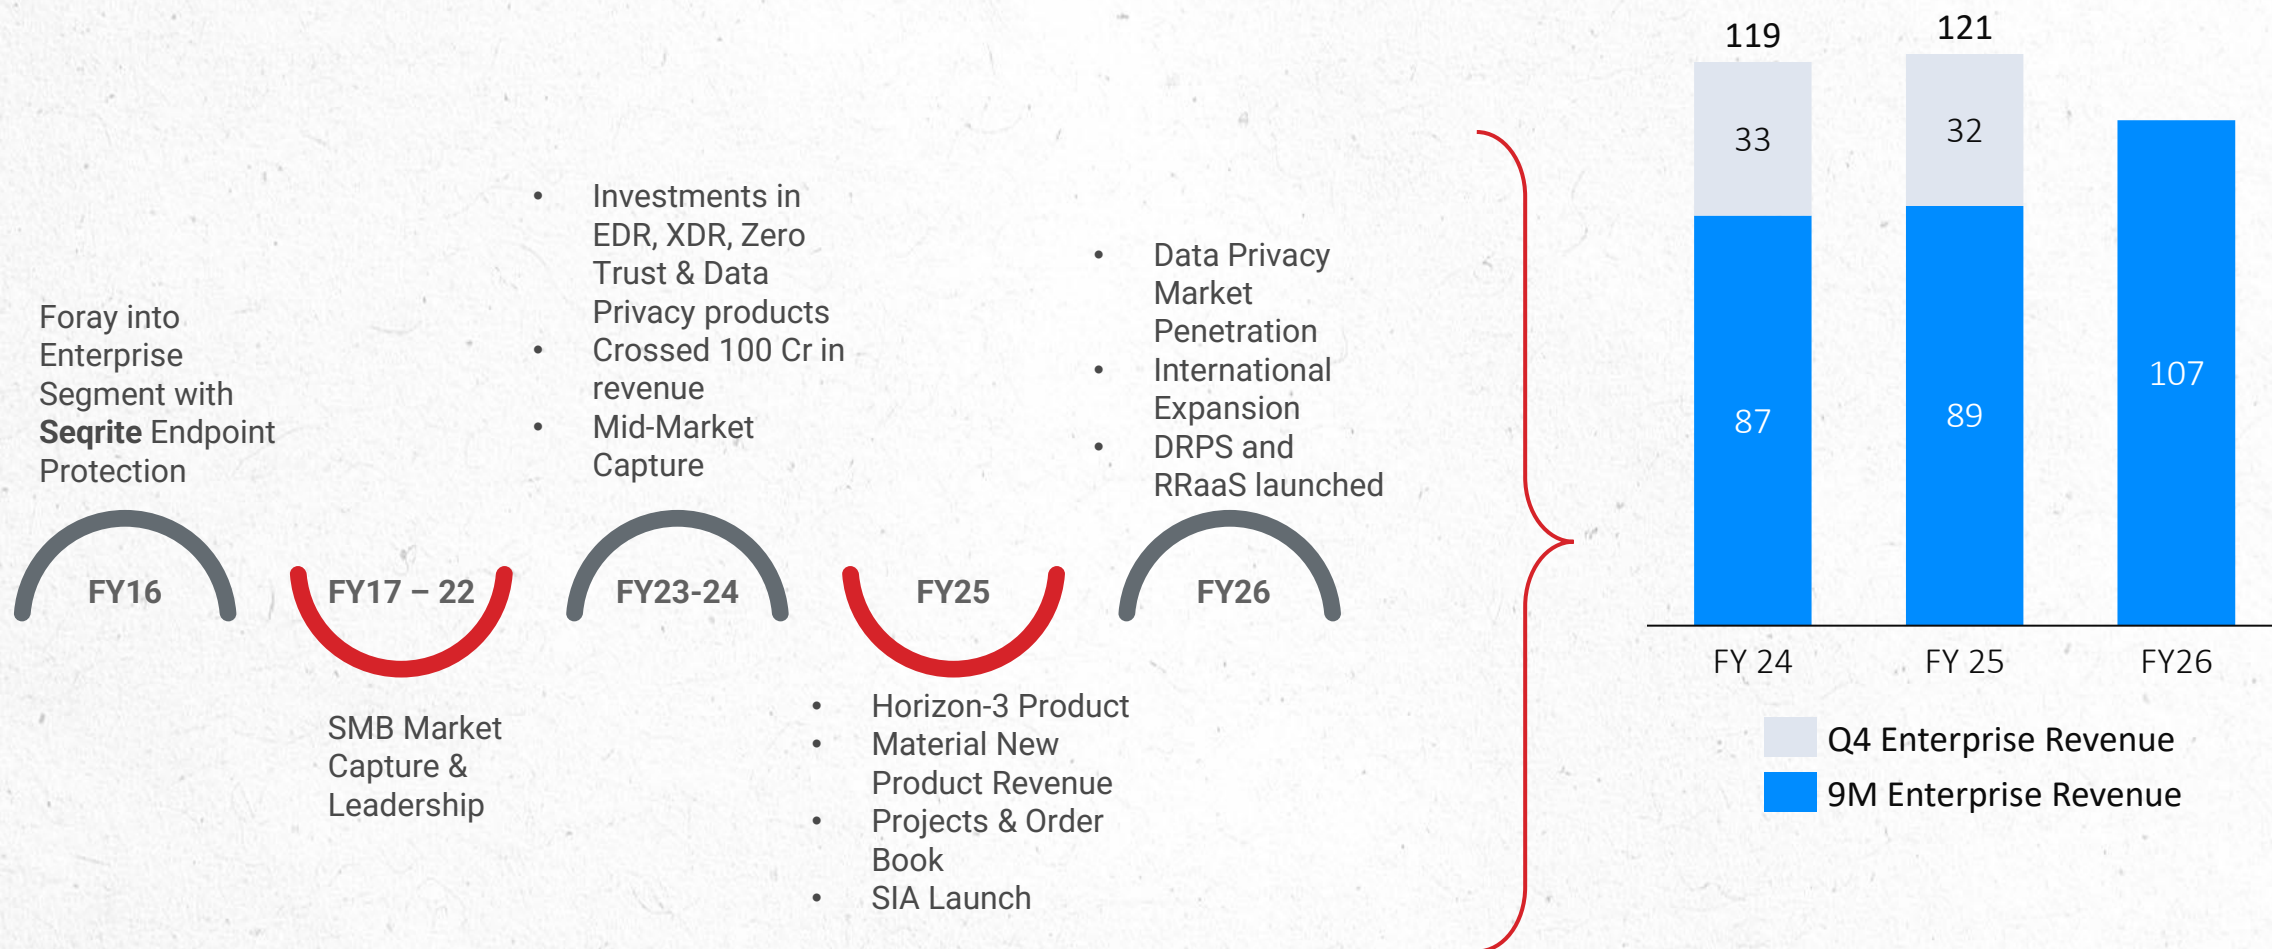 Foray into
Enterprise
Segment with
Seqrite Endpoint
Protection
FY16
FY17 – 22
SMB Market
Capture &
Leadership
• Investments in
EDR, XDR, Zero
Trust & Data
Privacy products
• Crossed 100 Cr in
revenue
• Mid-Market
Capture
FY23-24
FY25
• Horizon-3 Product
• Material New
Product Revenue
• Projects & Order
Book
• SIA Launch
• Data Privacy
Market
Penetration
• International
Expansion
• DRPS and
RRaaS launched
FY26
119
33
87
FY 24
121
32
89
FY 25
107
FY26
Q4 Enterprise Revenue
9M Enterprise Revenue